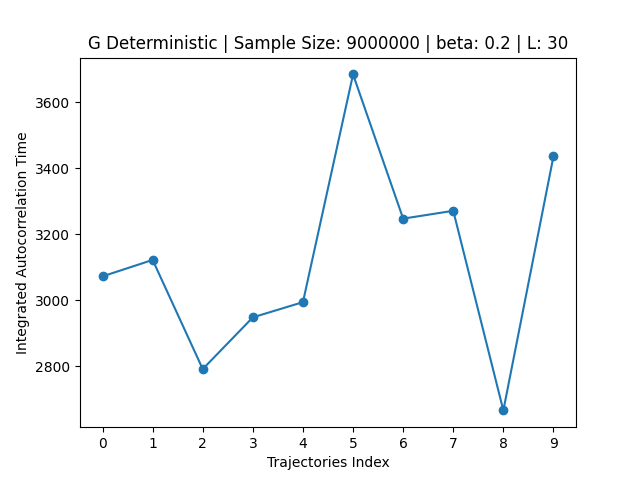 G Deterministic | Sample Size: 9000000 | beta: 0.2 | L: 30
3600
3400
3200
3000
2800
Integrated Autocorrelation Time
0 1 2 3 4 5 6 7 8 9
Trajectories Index